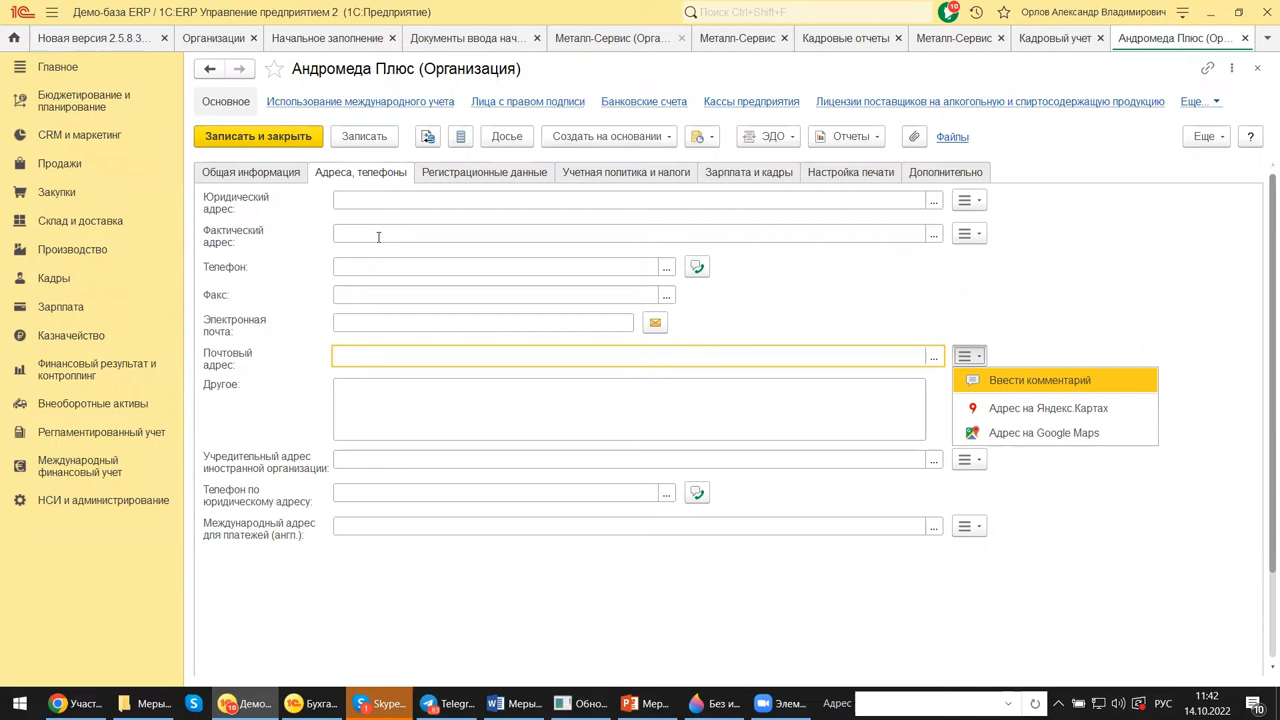 Демо-база ERP / 1С:ERP Управление предприятием 2 (1С:Предприятие)
Поиск Ctrl+Shift+F
10
Орлов Александр Владимирович
Новая версия 2.5.8.3...
Организации
Начальное заполнение
Документы ввода нач...
Металл-Сервис (Орга...
Металл-Сервис
Кадровые отчеты
Металл-Сервис
Кадровый учет
Андромеда Плюс (Ор...
Главное
Бюджетирование и
планирование
CRM и маркетинг
Продажи
Закупки
Склад и доставка
Производство
Кадры
Зарплата
Казначейство
Финансовый результат и
контроллинг
Внеоборотные активы
Регламентированный учет
Международный
финансовый учет
НСИ и администрирование
Андромеда Плюс (Организация)
Основное
Использование международного учета
Лица с правом подписи
Банковские счета
Кассы предприятия
Лицензии поставщиков на алкогольную и спиртосодержащую продукцию
Еще...
Записать и закрыть
Записать
Досье
Создать на основании
ЭДО
Отчеты
Файлы
Еще
?
Общая информация
Адреса, телефоны
Регистрационные данные
Учетная политика и налоги
Зарплата и кадры
Настройка печати
Дополнительно
Юридический
адрес:
Фактический
адрес:
Телефон:
Факс:
Электронная
почта:
Почтовый
адрес:
Ввести комментарий
Адрес на Яндекс.Картах
Адрес на Google Maps
Другое:
Учредительный адрес
иностранной организации:
Телефон по
юридическому адресу:
Международный адрес
для платежей (англ.):
Участ...
Меры...
Демо...
Бухга...
Skype...
Telegr...
Меры...
Обно...
Мер...
Без и...
Элем...
Адрес
РУС
11:42
14.10.2022
10